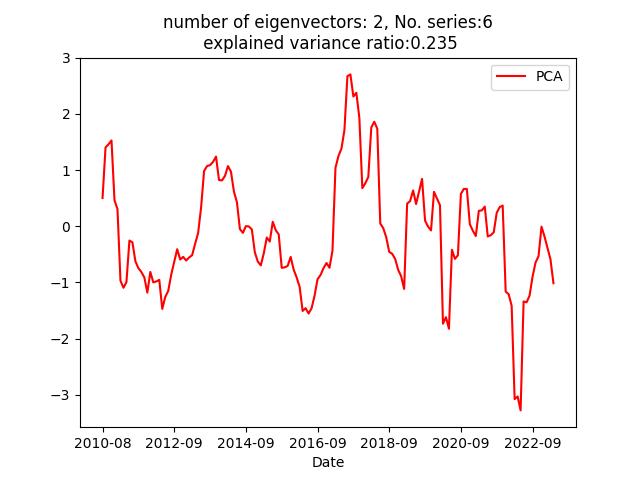 number of eigenvectors: 2, No. series:6
explained variance ratio:0.235
PCA
3
2
1
0
−1
−2
−3
2010-08 2012-09 2014-09 2016-09 2018-09 2020-09 2022-09
Date